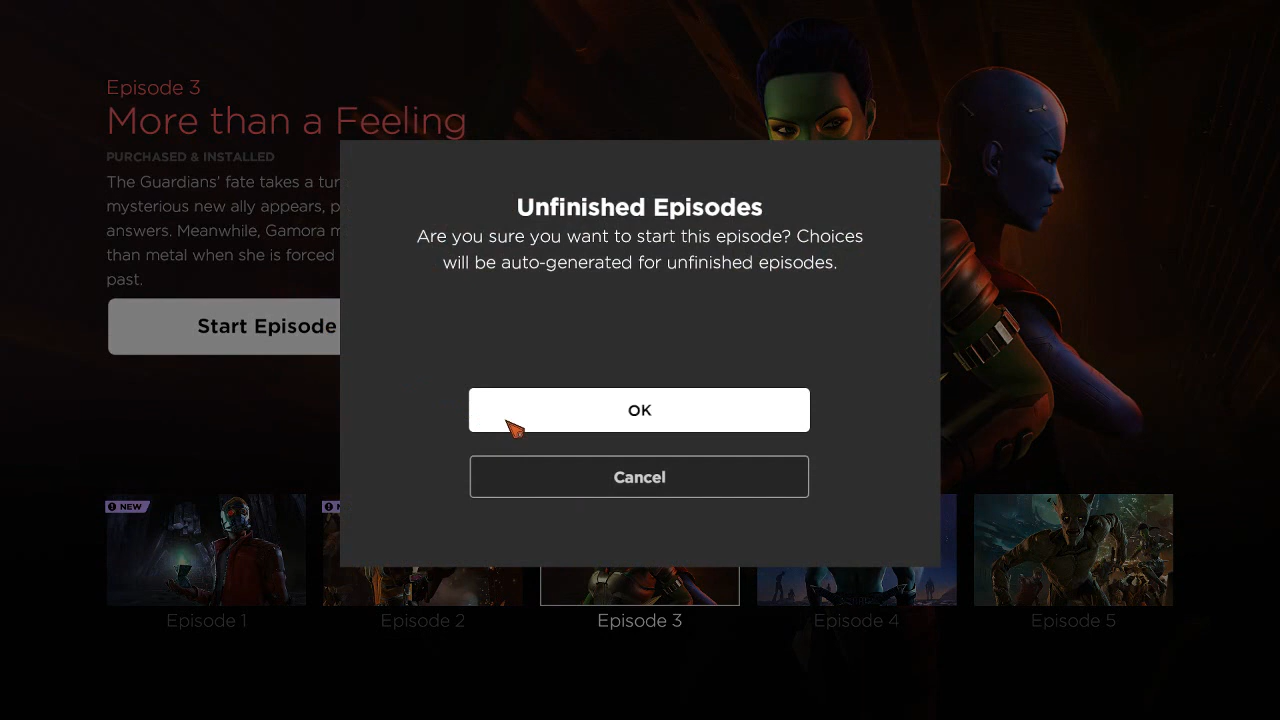 Episode 3
More than a Feeling
PURCHASED & INSTALLED
The Guardians' fate takes a tur
mysterious new ally appears, p
answers. Meanwhile, Gamora m
than metal when she is forced
past.
Start Episode
Unfinished Episodes
Are you sure you want to start this episode? Choices
will be auto-generated for unfinished episodes.
OK
Cancel
NEW
Episode 1
Episode 2
Episode 3
Episode 4
Episode 5